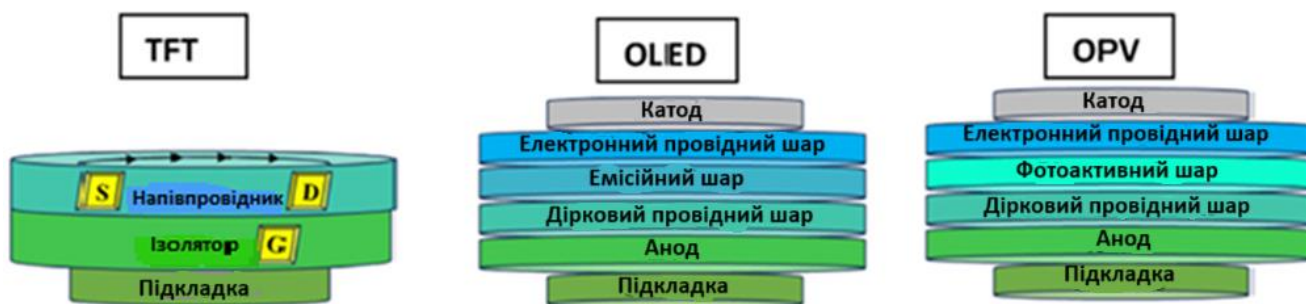 TFT
S
Напівпровідник
D
Ізолятор
G
Підкладка
OLED
Катод
Електронний провідний шар
Емісійний шар
Дірковий провідний шар
Анод
Підкладка
OPV
Катод
Електронний провідний шар
Фотоактивний шар
Дірковий провідний шар
Анод
Підкладка